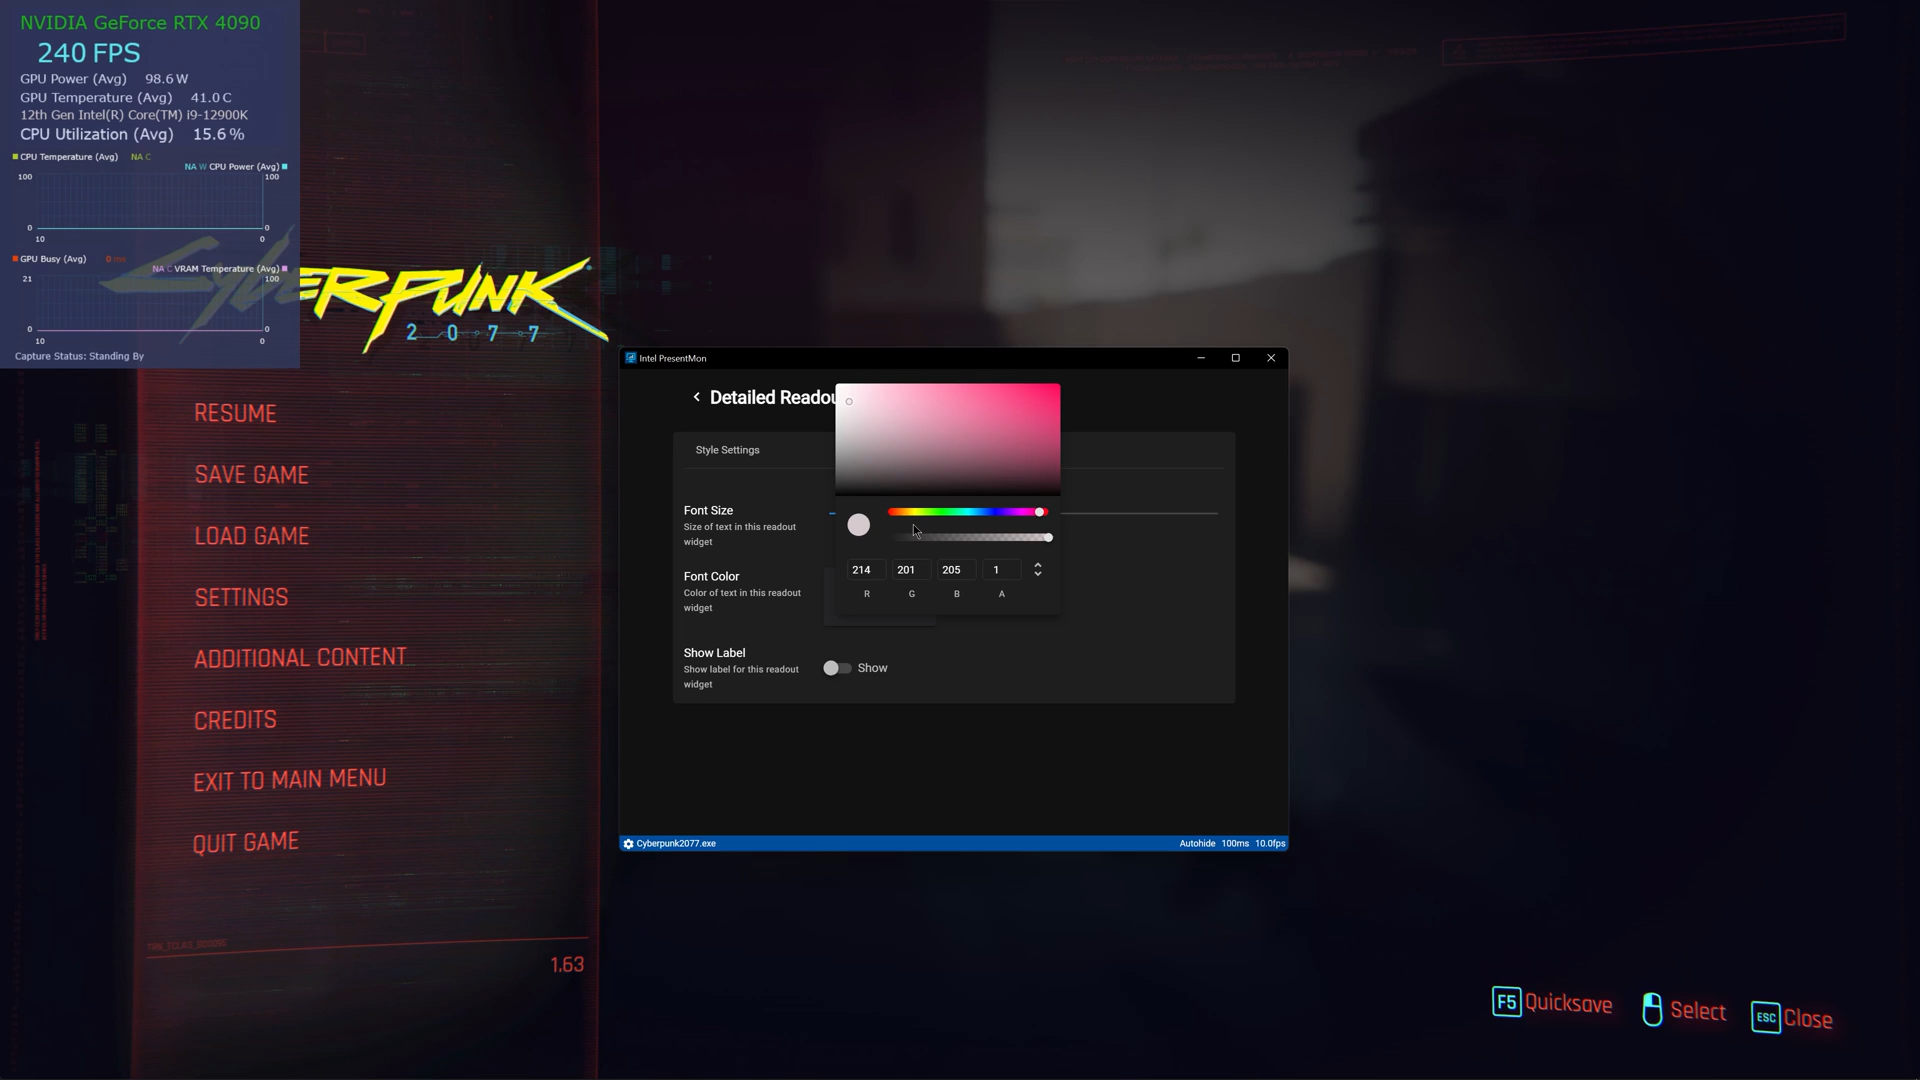 NVIDIA GeForce RTX 4090
240 FPS
GPU Power (Avg) 98.6 W
GPU Temperature (Avg) 41.0 C
12th Gen Intel(R) Core(TM) i9-12900K
CPU Utilization (Avg) 15.6 %
CPU Temperature (Avg) NA C
NA W CPU Power (Avg)
100 100
0 0
10 0
GPU Busy (Avg) 0 ms
NA C VRAM Temperature (Avg)
21 100
0 0
10 0
Capture Status: Standing By
CYBERPUNK
2077
RESUME
SAVE GAME
LOAD GAME
SETTINGS
ADDITIONAL CONTENT
CREDITS
EXIT TO MAIN MENU
QUIT GAME
1.63
Intel PresentMon
Detailed Readou
Style Settings
Font Size
Size of text in this readout
widget
Font Color
Color of text in this readout
widget
214 201 205 1
R G B A
Show Label
Show label for this readout
widget
Show
Cyberpunk2077.exe
Autohide 100ms 10.0fps
F5 Quicksave
Select
ESC Close